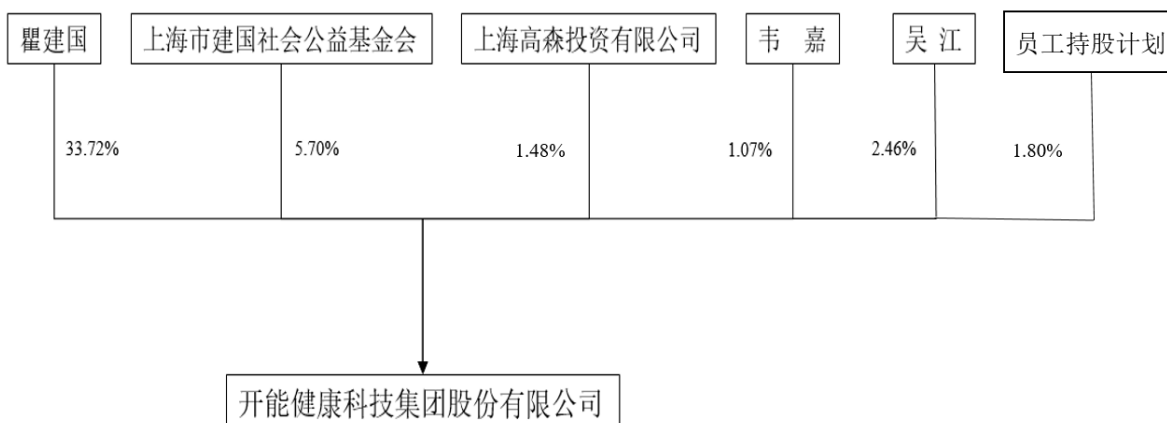 瞿建国
上海市建国社会公益基金会
上海高森投资有限公司
韦 嘉
吴 江
员工持股计划
33.72%
5.70%
1.48%
1.07%
2.46%
1.80%
开能健康科技集团股份有限公司